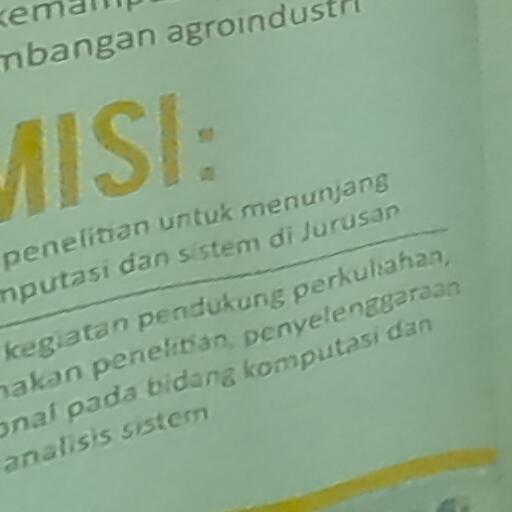 mbangan agroindustri
MISI:
penelitian untuk menunjang
mputasi dan sistem di Jurusan
kegiatan pendukung perkuliahan,
nakan penelitian, penyelenggaraan
onal pada bidang komputasi dan
analisis sistem